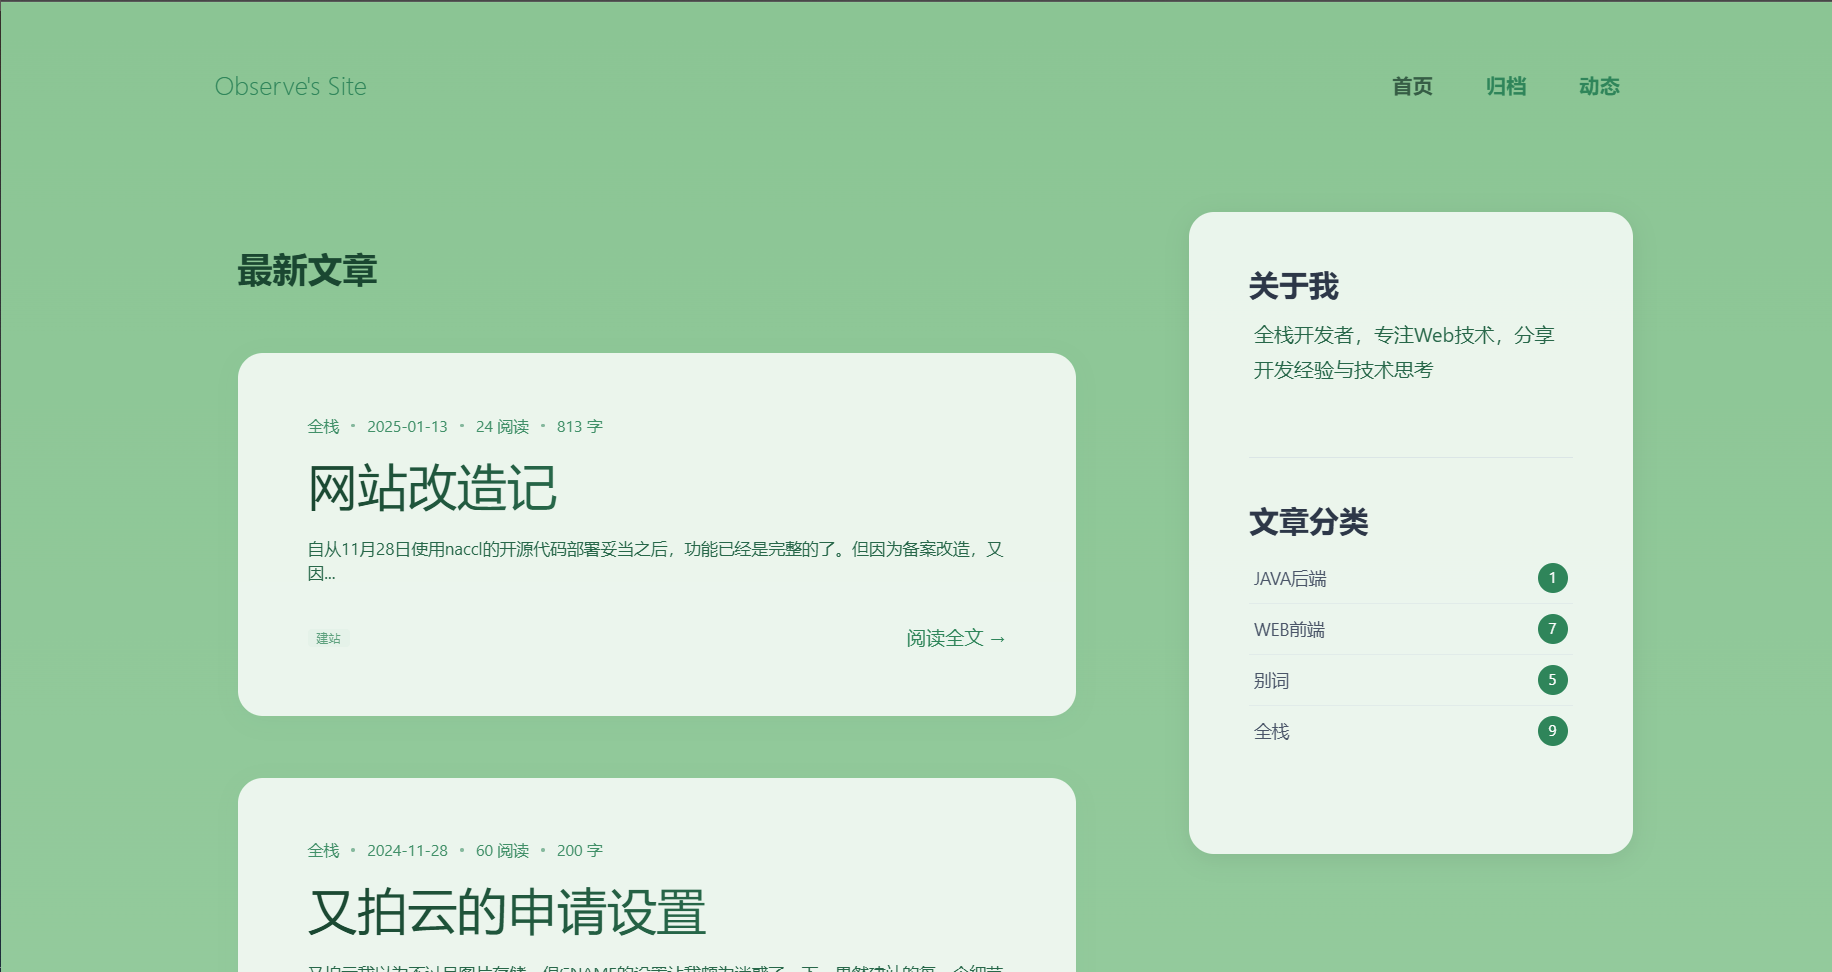 Observe's Site
首页 归档 动态
最新文章
全栈 • 2025-01-13 • 24 阅读 • 813 字
网站改造记
自从11月28日使用naccl的开源代码部署妥当之后，功能已经是完整的了。但因为备案改造，又
因...
建站
阅读全文 →
全栈 • 2024-11-28 • 60 阅读 • 200 字
又拍云的申请设置
关于我
全栈开发者，专注Web技术，分享
开发经验与技术思考
文章分类
JAVA后端 1
WEB前端 7
别词 5
全栈 9